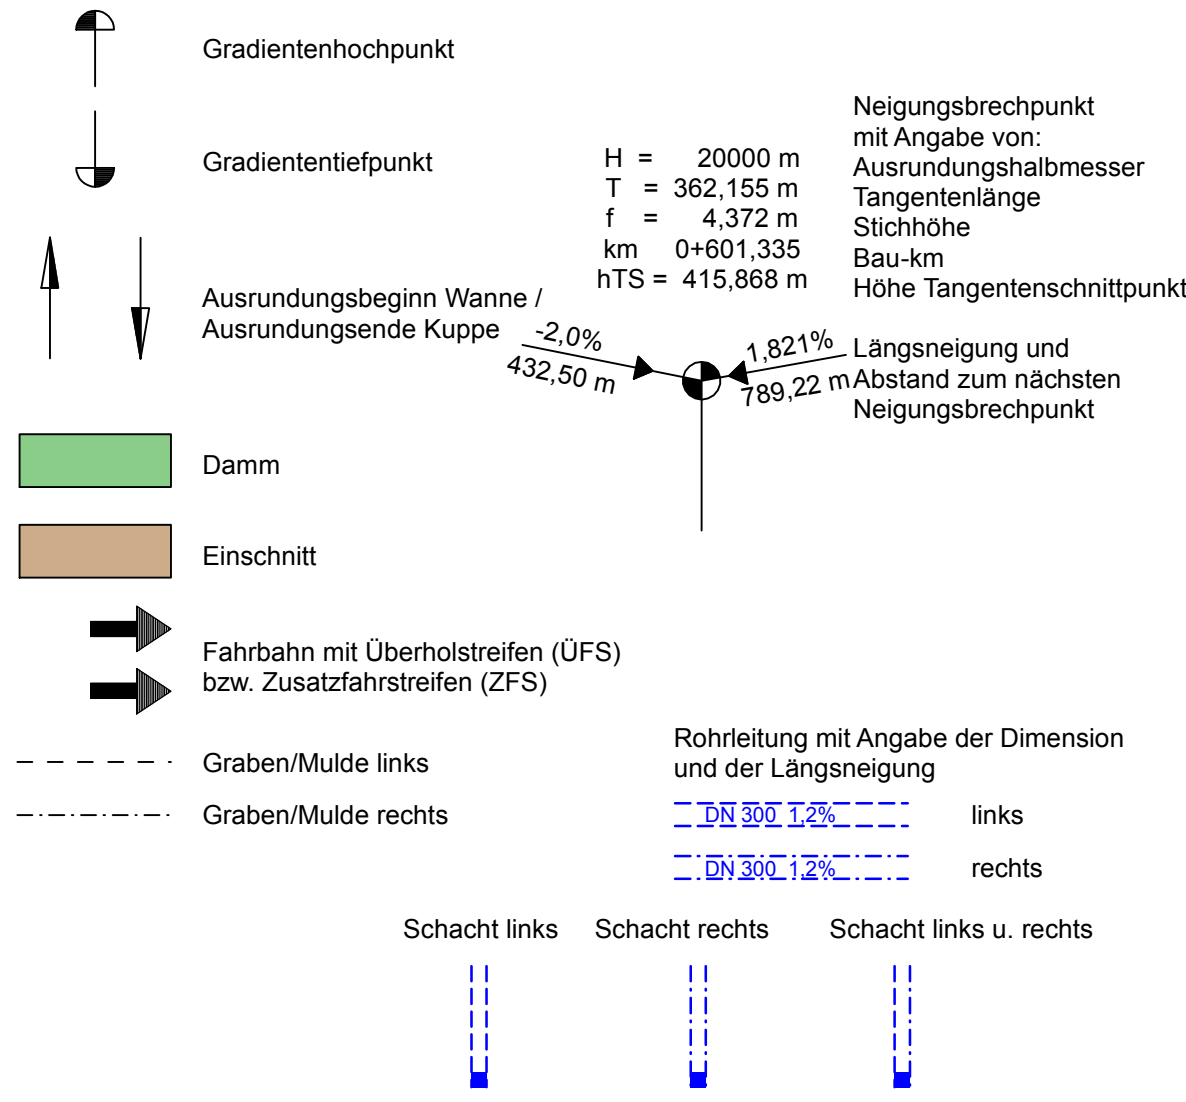 Gradientenhochpunkt
Gradiententiefpunkt
Ausrundungsbeginn Wanne /
Ausrundungsende Kuppe
Damm
Einschnitt
Fahrbahn mit Überholstreifen (ÜFS)
bzw. Zusatzfahrstreifen (ZFS)
Graben/Mulde links
Graben/Mulde rechts
H = 20000 m
T = 362,155 m
f = 4,372 m
km 0+601,335
hTS = 415,868 m
Neigungsbrechpunkt
mit Angabe von:
Ausrundungshalbmesser
Tangentenlänge
Stichhöhe
Bau-km
Höhe Tangentenschnittpunkt
-2,0%
432,50 m
1,821%
789,22 m
Längsneigung und
Abstand zum nächsten
Neigungsbrechpunkt
Rohrleitung mit Angabe der Dimension
und der Längsneigung
DN 300 1,2% links
DN 300 1,2% rechts
Schacht links Schacht rechts Schacht links u. rechts